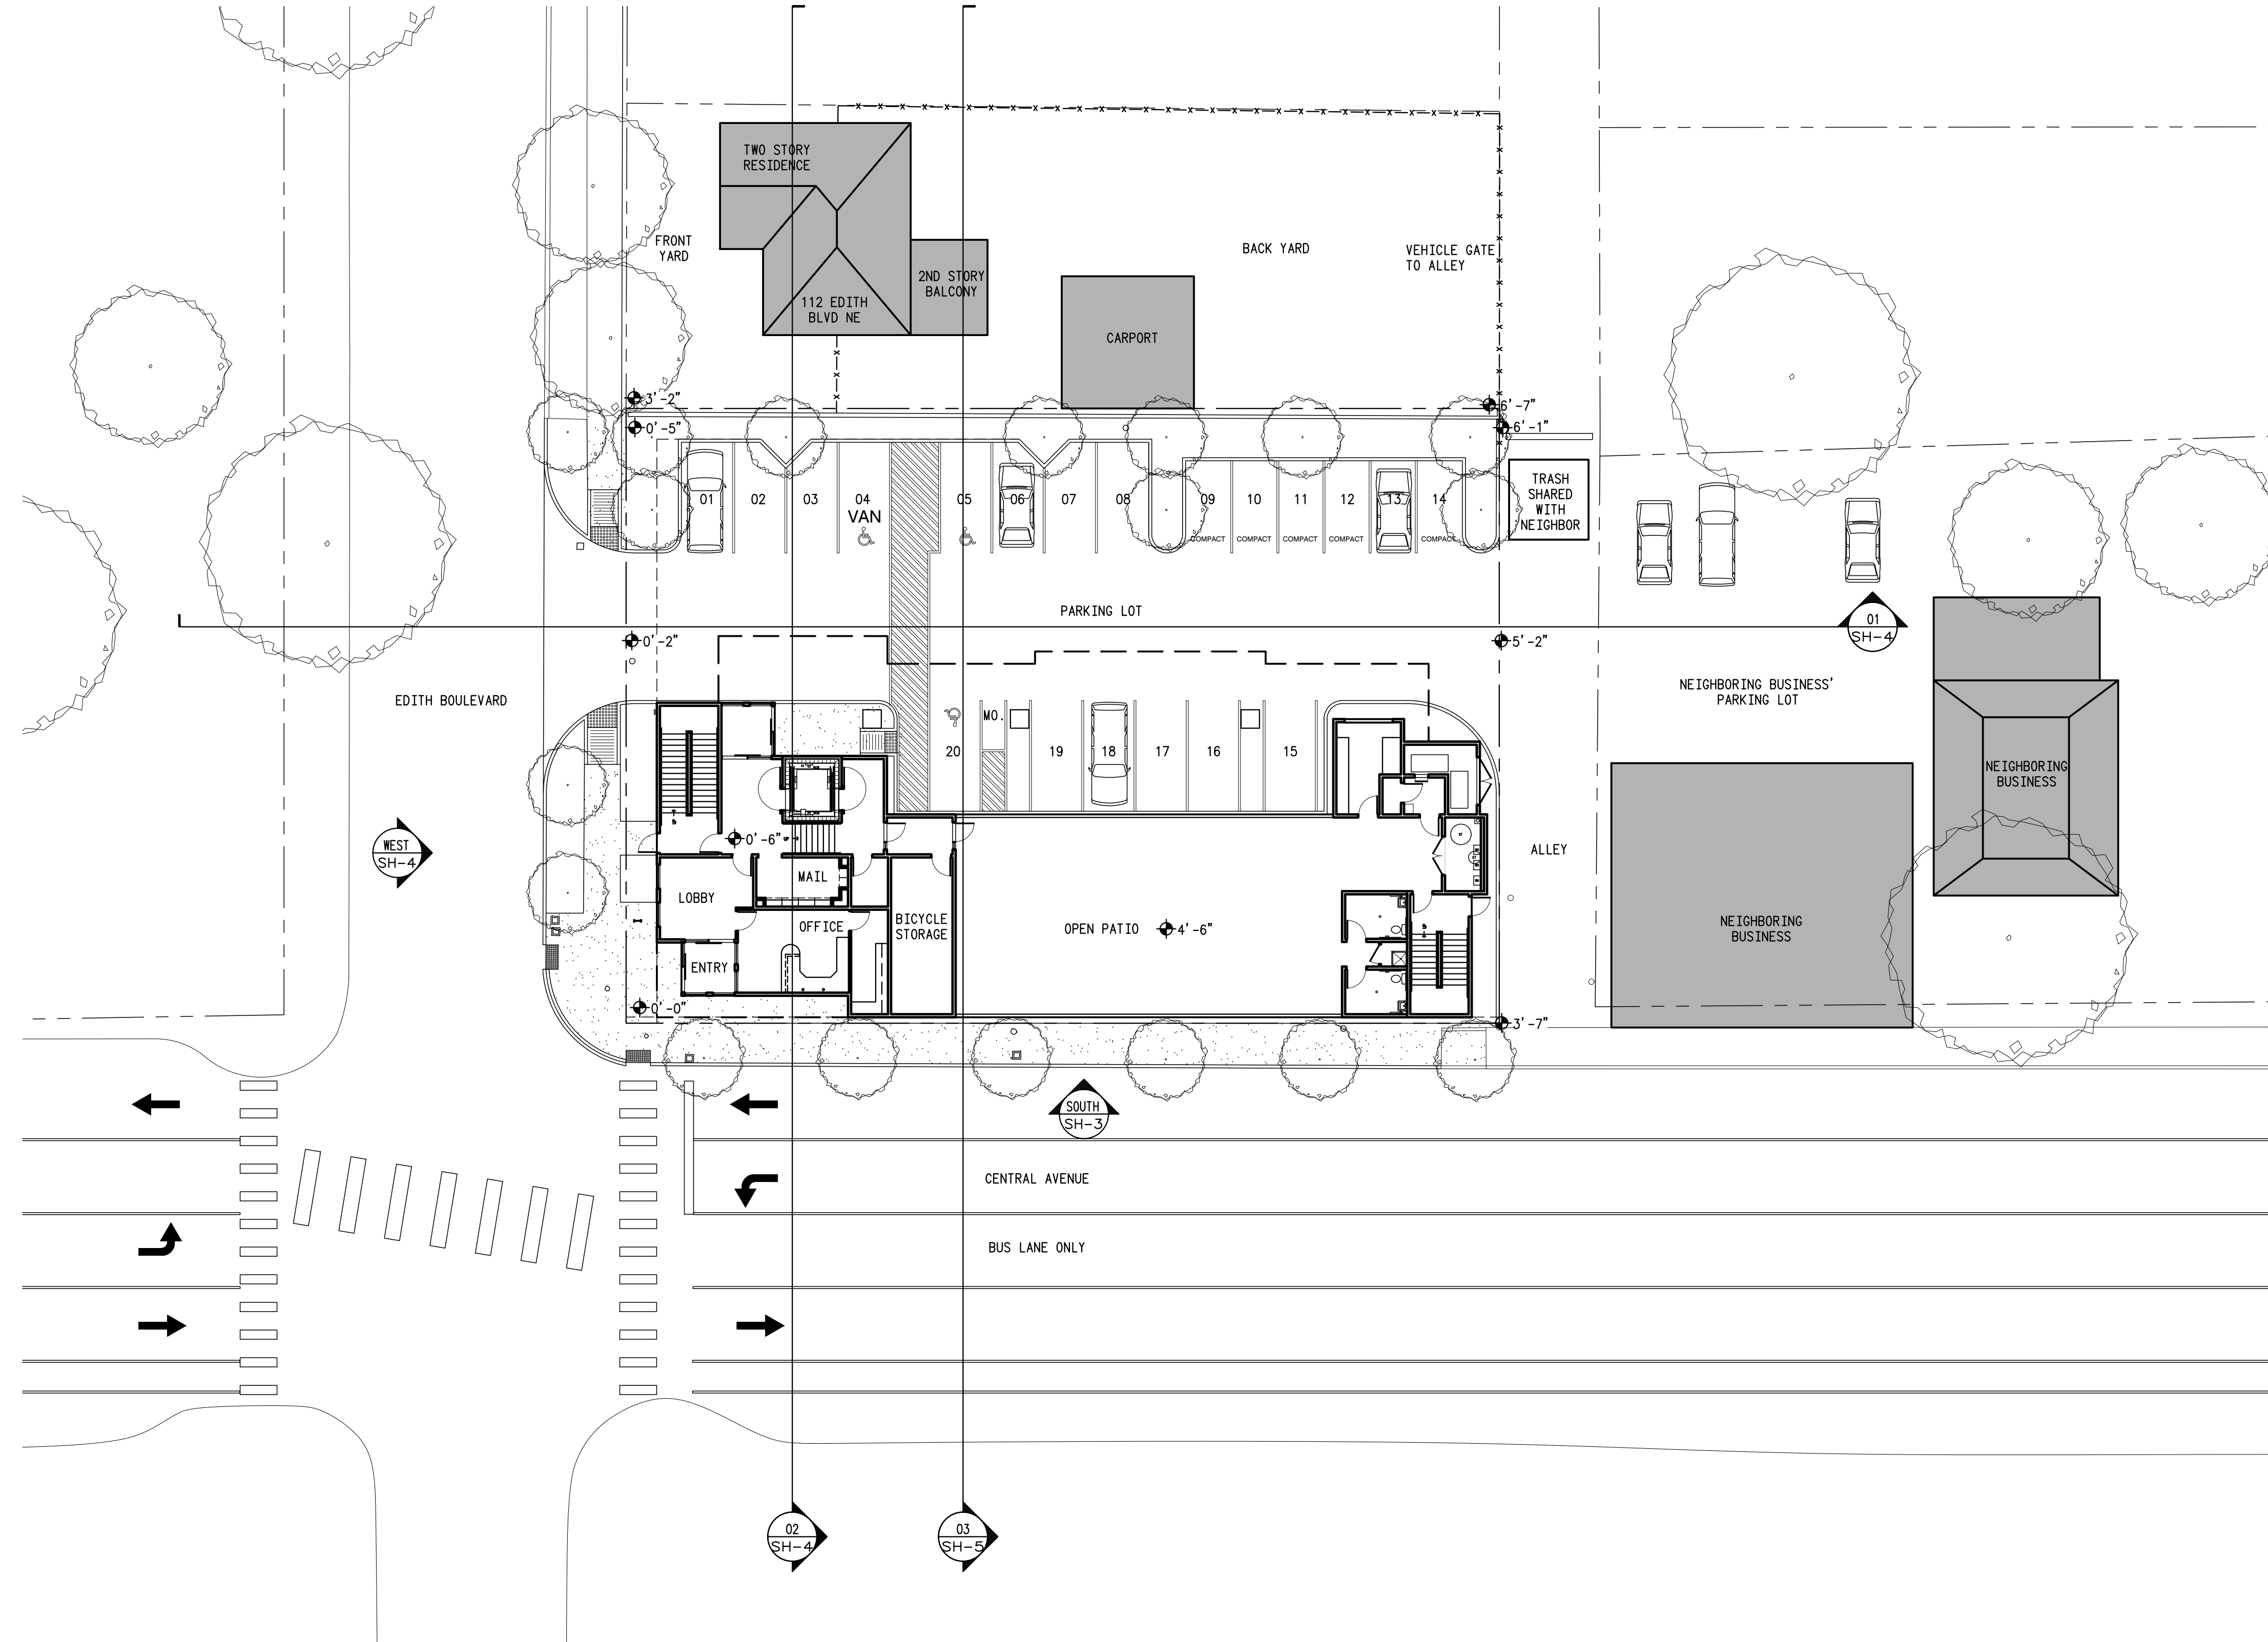 TWO STORY
RESIDENCE
FRONT
YARD
2ND STORY
BALCONY
112 EDITH
BLVD NE
BACK YARD
VEHICLE GATE
TO ALLEY
CARPORT
3'-2"
6'-7"
0'-5"
6'-1"
01
02
03
04
VAN
05
06
07
08
09
10
11
12
13
14
COMPACT
COMPACT
COMPACT
COMPACT
COMPACT
TRASH
SHARED
WITH
NEIGHBOR
PARKING LOT
01
SH-4
0'-2"
5'-2"
EDITH BOULEVARD
NEIGHBORING BUSINESS'
PARKING LOT
MO.
20
19
18
17
16
15
NEIGHBORING
BUSINESS
WEST
SH-4
0'-6"
UP
ALLEY
MAIL
LOBBY
OFFICE
BICYCLE
STORAGE
OPEN PATIO
4'-6"
NEIGHBORING
BUSINESS
ENTRY
0'-0"
3'-7"
SOUTH
SH-3
CENTRAL AVENUE
BUS LANE ONLY
02
SH-4
03
SH-5